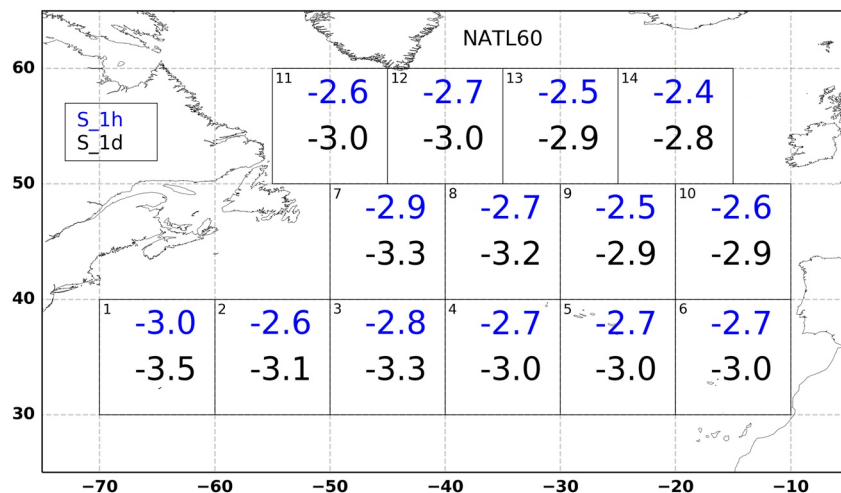 NATL60
60
11 12 13 14
-2.6 -2.7 -2.5 -2.4
S_1h
S_1d
-3.0 -3.0 -2.9 -2.8
50
7 8 9 10
-2.9 -2.7 -2.5 -2.6
-3.3 -3.2 -2.9 -2.9
40
1 2 3 4 5 6
-3.0 -2.6 -2.8 -2.7 -2.7 -2.7
-3.5 -3.1 -3.3 -3.0 -3.0 -3.0
30
−70 −60 −50 −40 −30 −20 −10